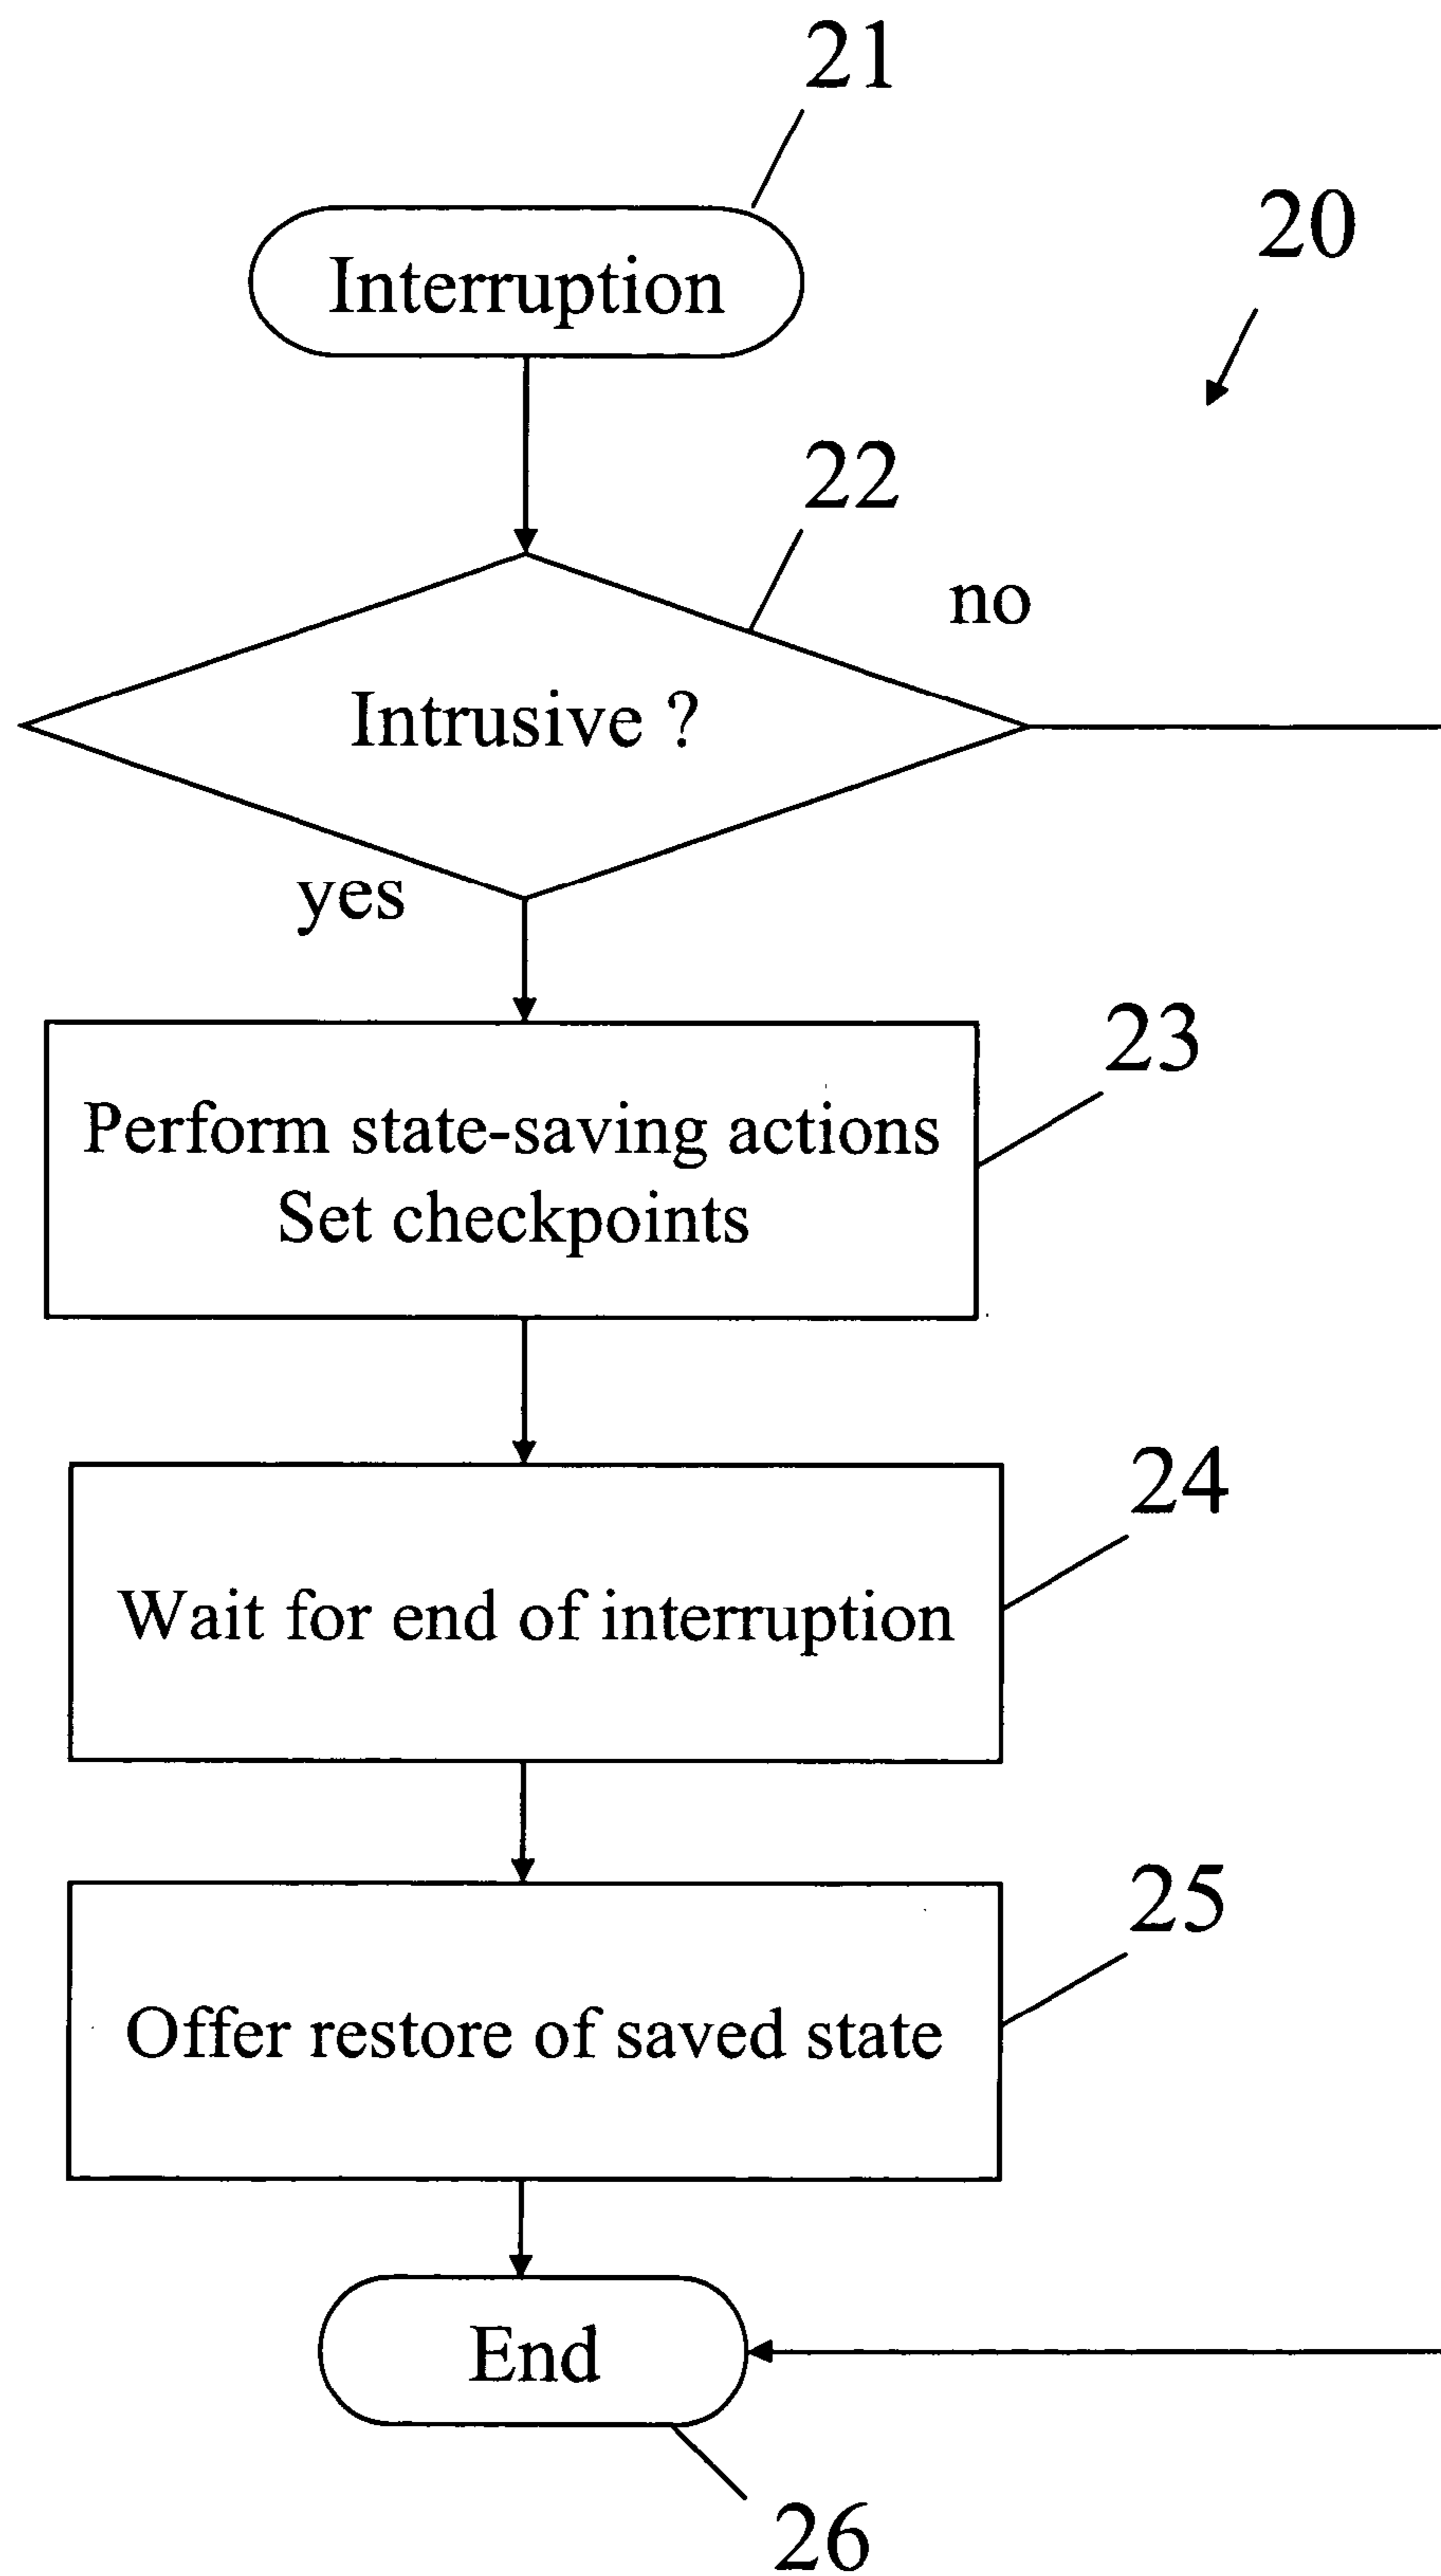 21
20
Interruption
22
no
Intrusive ?
yes
23
Perform state-saving actions
Set checkpoints
24
Wait for end of interruption
25
Offer restore of saved state
End
26